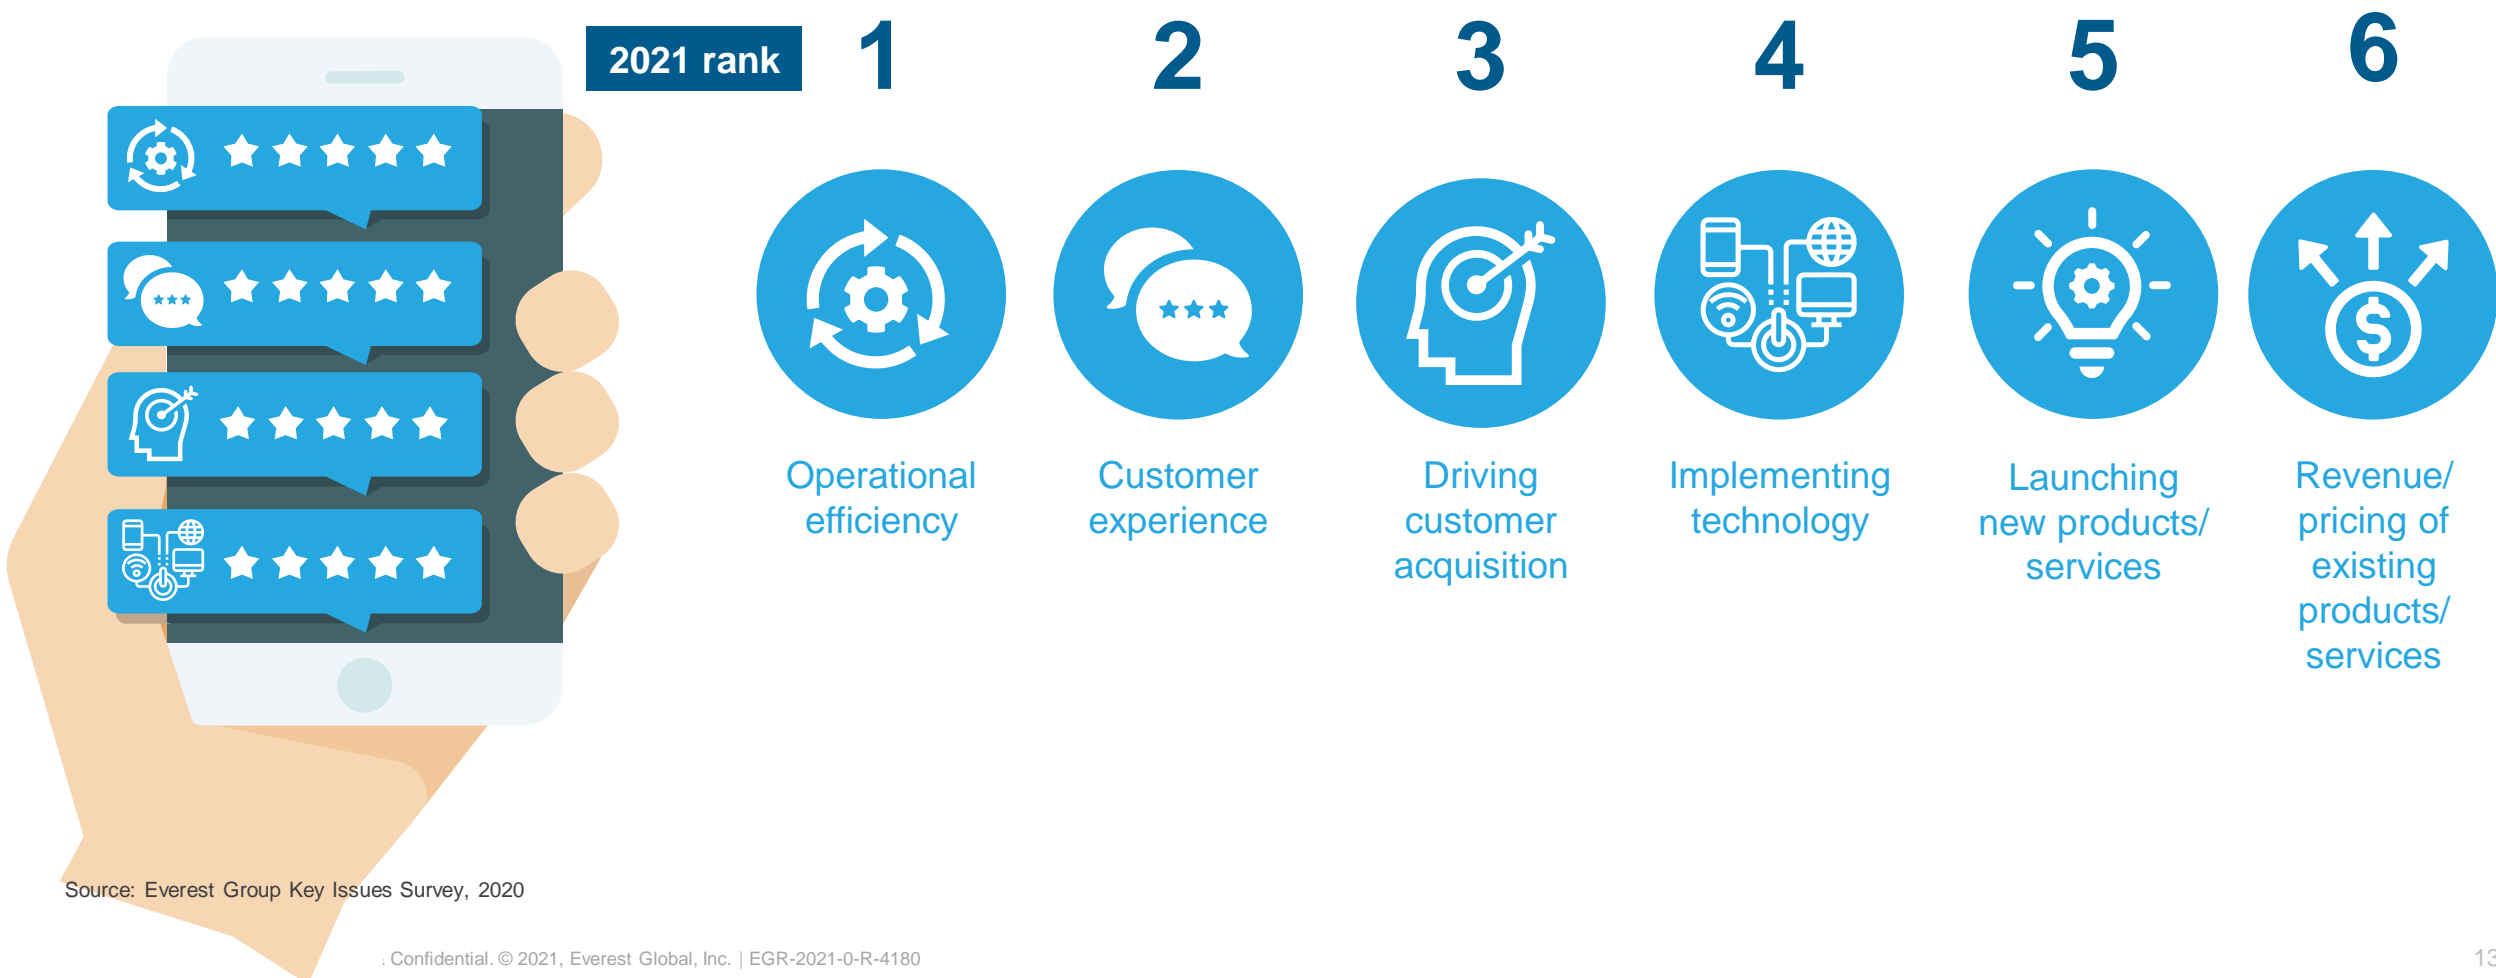 2021 rank
1
2
3
4
5
6
Operational
efficiency
Customer
experience
Driving
customer
acquisition
Implementing
technology
Launching
new products/
services
Revenue/
pricing of
existing
products/
services
Source: Everest Group Key Issues Survey, 2020
Confidential. © 2021, Everest Global, Inc. | EGR-2021-0-R-4180
13